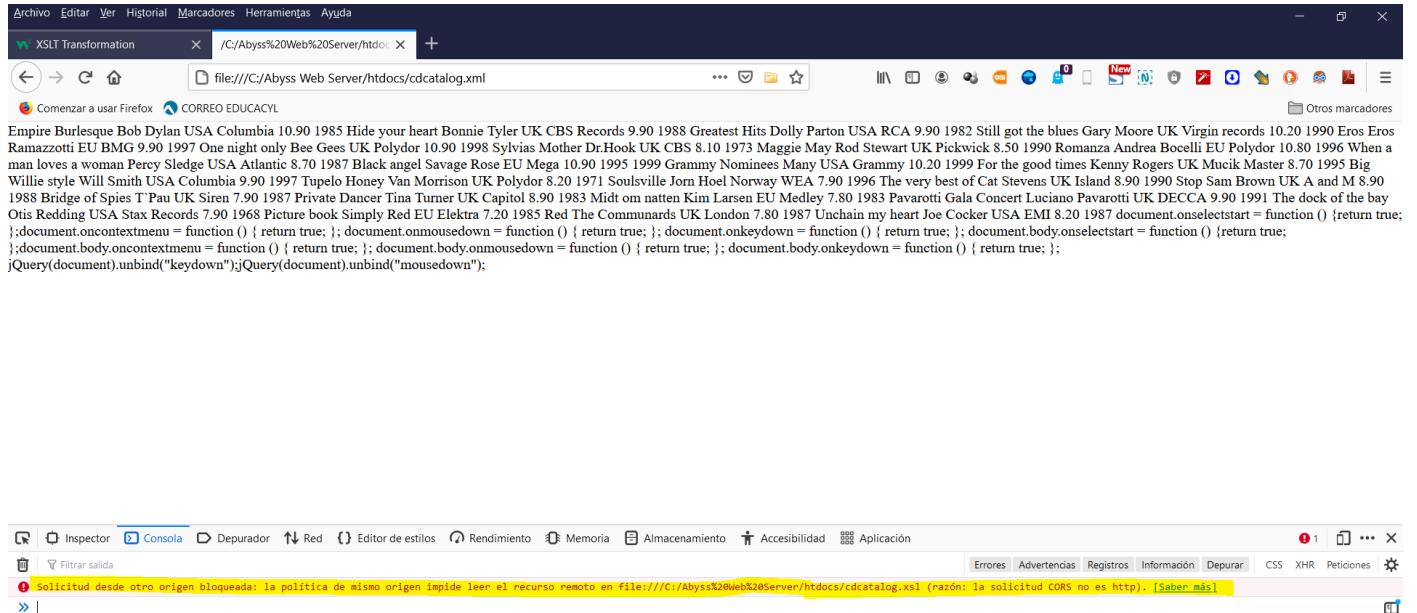 Archivo Editar Ver Historial Marcadores Herramientas Ayuda
XSLT Transformation /C:/Abyss%20Web%20Server/htdoc
file:///C:/Abyss Web Server/htdocs/cdcatalog.xml
0 New
Comenzar a usar Firefox CORREO EDUCACYL Otros marcadores
Empire Burlesque Bob Dylan USA Columbia 10.90 1985 Hide your heart Bonnie Tyler UK CBS Records 9.90 1988 Greatest Hits Dolly Parton USA RCA 9.90 1982 Still got the blues Gary Moore UK Virgin records 10.20 1990 Eros Eros
Ramazzotti EU BMG 9.90 1997 One night only Bee Gees UK Polydor 10.90 1998 Sylvias Mother Dr.Hook UK CBS 8.10 1973 Maggie May Rod Stewart UK Pickwick 8.50 1990 Romanza Andrea Bocelli EU Polydor 10.80 1996 When a
man loves a woman Percy Sledge USA Atlantic 8.70 1987 Black angel Savage Rose EU Mega 10.90 1995 1999 Grammy Nominees Many USA Grammy 10.20 1999 For the good times Kenny Rogers UK Mucik Master 8.70 1995 Big
Willie style Will Smith USA Columbia 9.90 1997 Tupelo Honey Van Morrison UK Polydor 8.20 1971 Soulsville Jorn Hoel Norway WEA 7.90 1996 The very best of Cat Stevens UK Island 8.90 1990 Stop Sam Brown UK A and M 8.90
1988 Bridge of Spies T`Pau UK Siren 7.90 1987 Private Dancer Tina Turner UK Capitol 8.90 1983 Midt om natten Kim Larsen EU Medley 7.80 1983 Pavarotti Gala Concert Luciano Pavarotti UK DECCA 9.90 1991 The dock of the bay
Otis Redding USA Stax Records 7.90 1968 Picture book Simply Red EU Elektra 7.20 1985 Red The Communards UK London 7.80 1987 Unchain my heart Joe Cocker USA EMI 8.20 1987 document.onselectstart = function () {return true;
};document.oncontextmenu = function () { return true; }; document.onmousedown = function () { return true; }; document.onkeydown = function () { return true; }; document.body.onselectstart = function () {return true;
};document.body.oncontextmenu = function () { return true; }; document.body.onmousedown = function () { return true; }; document.body.onkeydown = function () { return true; };
jQuery(document).unbind("keydown");jQuery(document).unbind("mousedown");
Inspector Consola Depurador Red Editor de estilos Rendimiento Memoria Almacenamiento Accesibilidad Aplicación 1
Filtrar salida Errores Advertencias Registros Información Depurar CSS XHR Peticiones
Solicitud desde otro origen bloqueada: la política de mismo origen impide leer el recurso remoto en file:///C:/Abyss%20Web%20Server/htdocs/cdcatalog.xsl (razón: la solicitud CORS no es http). [Saber más]